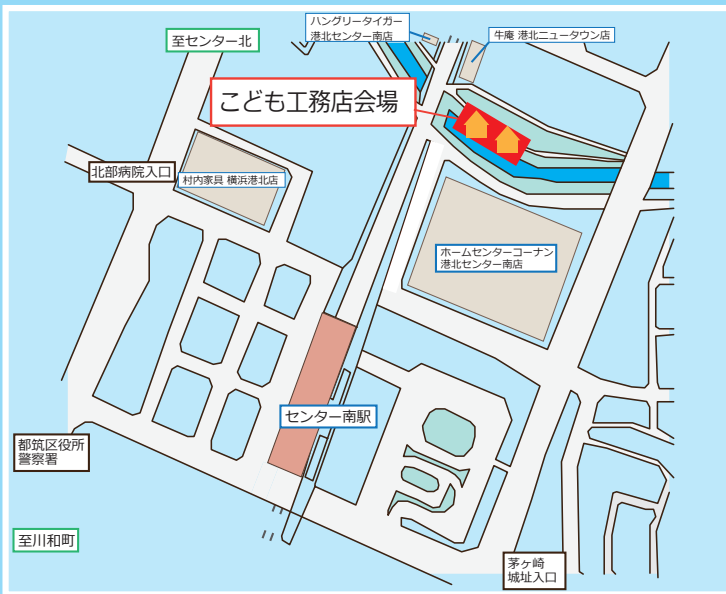 ハングリータイガー
港北センター南店
牛庵 港北ニュータウン店
至センター北
こども工務店会場
北部病院入口
村内家具 横浜港北店
ホームセンターコーナン
港北センター南店
センター南駅
都筑区役所
警察署
至川和町
茅ヶ崎
城址入口